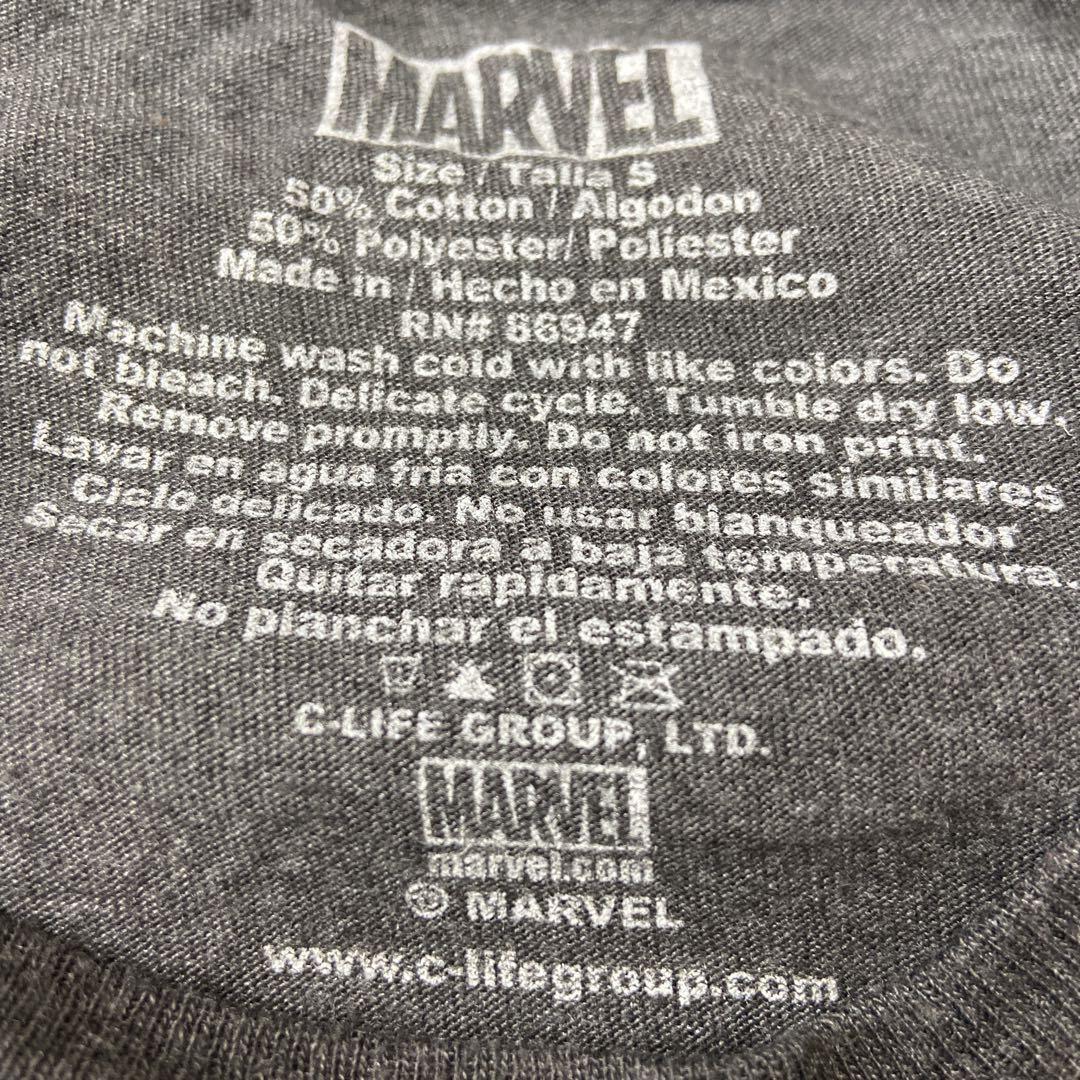 MARVEL
Size / Talla S
50% Cotton / Algodon
50% Polyester/ Poliester
Made in / Hecho en Mexico
RN# 86947
Machine wash cold with like colors. Do
not bleach. Delicate cycle. Tumble dry low.
Remove promptly. Do not iron print.
Lavar en agua fria con colores similares
Ciclo delicado. No usar blanqueador
Secar en secadora a baja temperatura.
Quitar rapidamente.
No planchar el estampado.
C-LIFE GROUP, LTD.
MARVEL
marvel.com
© MARVEL
www.c-lifegroup.com